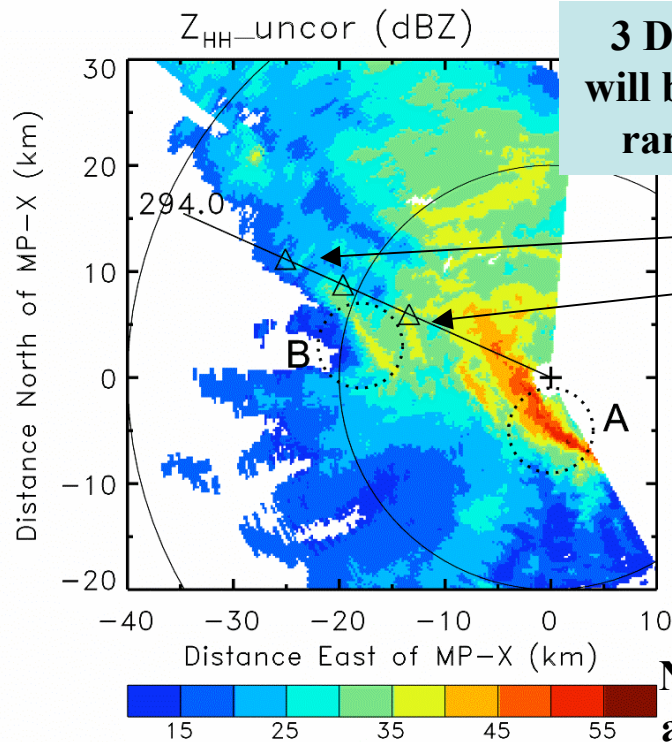 Z_HH_uncor (dBZ)
3 D
will b
ran
30
20
10
0
-10
-20
Distance North of MP-X (km)
294.0
B
A
-40 -30 -20 -10 0 10
Distance East of MP-X (km)
N
15 25 35 45 55
a